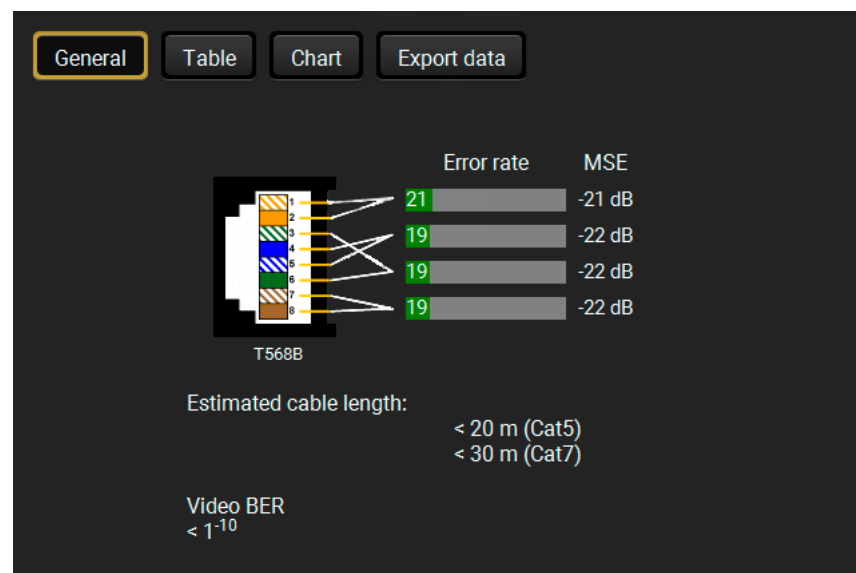 General Table Chart Export data
Error rate MSE
1 21 -21 dB
2
3 19 -22 dB
4
5 19 -22 dB
6
7 19 -22 dB
8
T568B
Estimated cable length:
< 20 m (Cat5)
< 30 m (Cat7)
Video BER
< 1⁻¹⁰